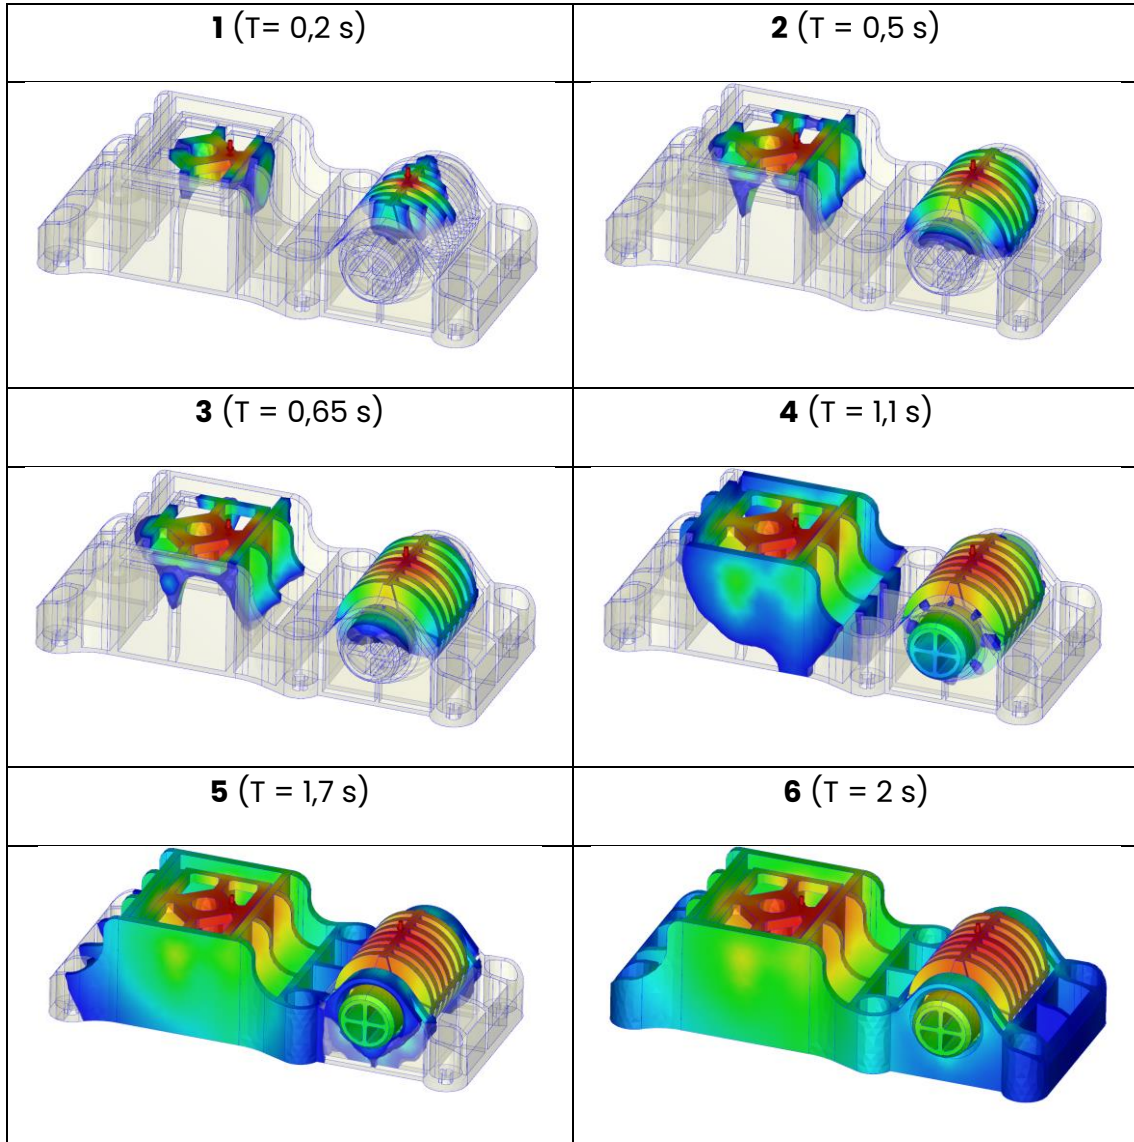 1 (T= 0,2 s)
2 (T = 0,5 s)
3 (T = 0,65 s)
4 (T = 1,1 s)
5 (T = 1,7 s)
6 (T = 2 s)